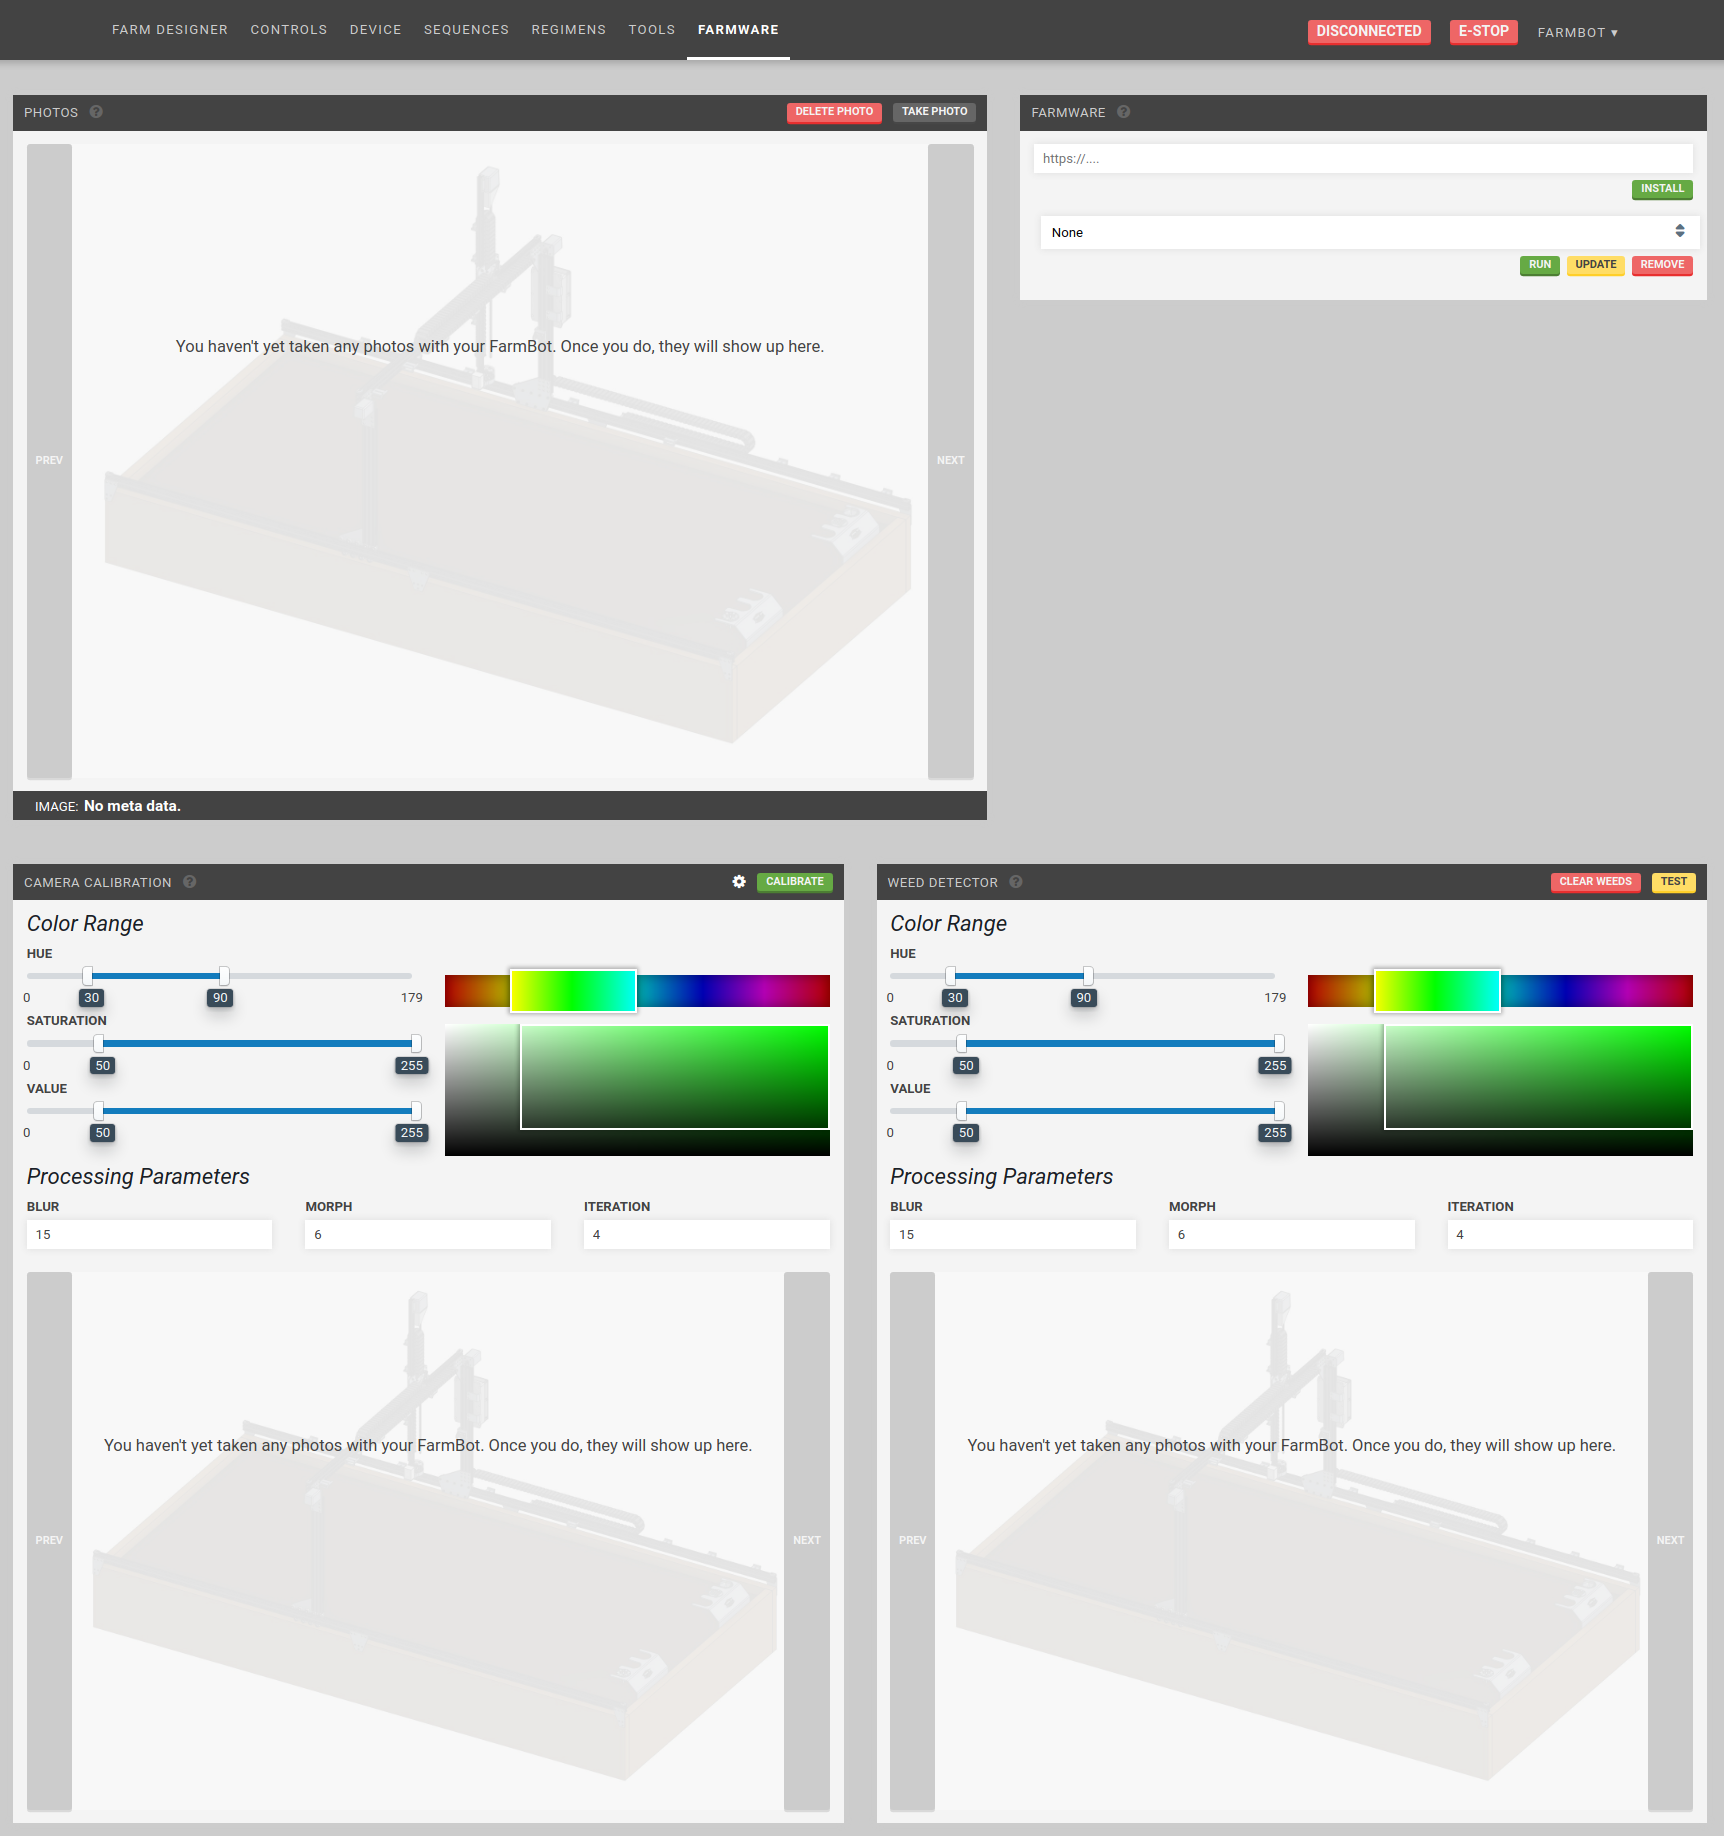 FARM DESIGNER CONTROLS DEVICE SEQUENCES REGIMENS TOOLS FARMWARE DISCONNECTED E-STOP FARMBOT ▾
PHOTOS ? DELETE PHOTO TAKE PHOTO
You haven't yet taken any photos with your FarmBot. Once you do, they will show up here.
PREV NEXT
IMAGE: No meta data.
FARMWARE ?
https://....
INSTALL
None
RUN UPDATE REMOVE
CAMERA CALIBRATION ? CALIBRATE
Color Range
HUE
0 30 90 179
SATURATION
0 50 255
VALUE
0 50 255
Processing Parameters
BLUR MORPH ITERATION
15 6 4
You haven't yet taken any photos with your FarmBot. Once you do, they will show up here.
PREV NEXT
WEED DETECTOR ? CLEAR WEEDS TEST
Color Range
HUE
0 30 90 179
SATURATION
0 50 255
VALUE
0 50 255
Processing Parameters
BLUR MORPH ITERATION
15 6 4
You haven't yet taken any photos with your FarmBot. Once you do, they will show up here.
PREV NEXT